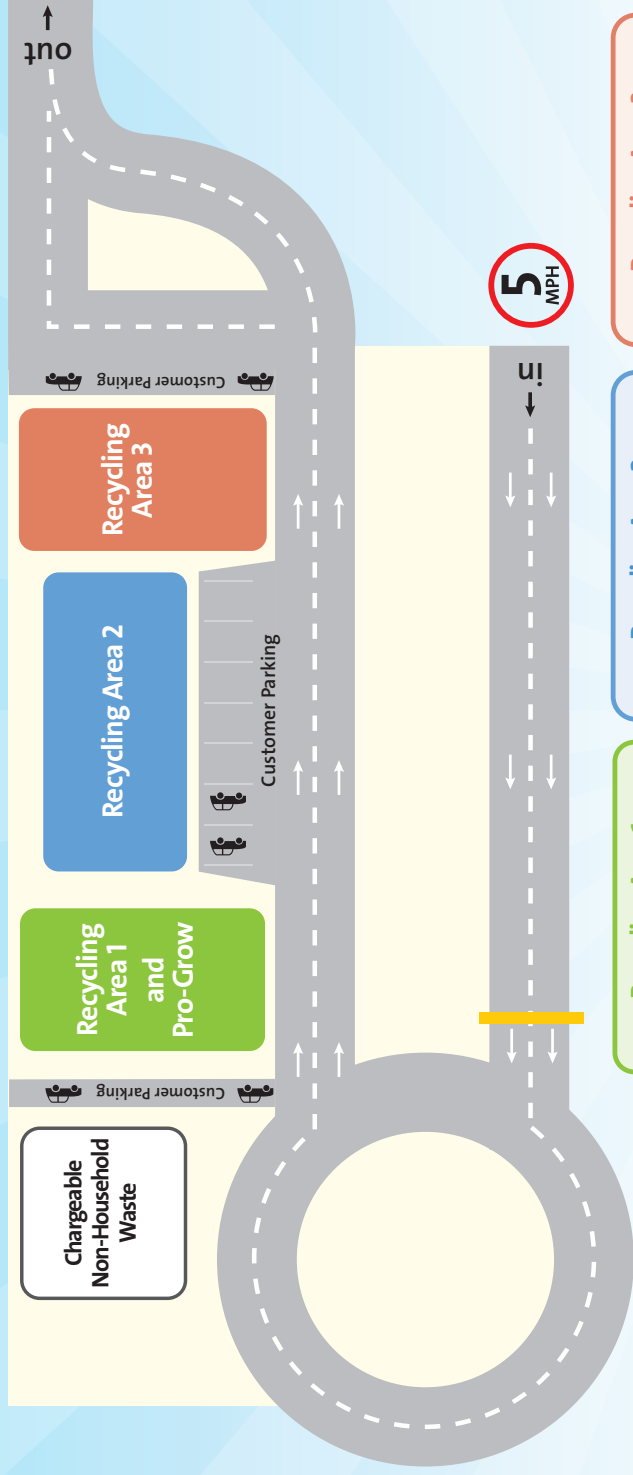 Chargeable
Non-Household
Waste
Customer Parking
Recycling
Area 1
and
Pro-Grow
Recycling Area 2
Customer Parking
Recycling
Area 3
Customer Parking
out
in
5
MPH